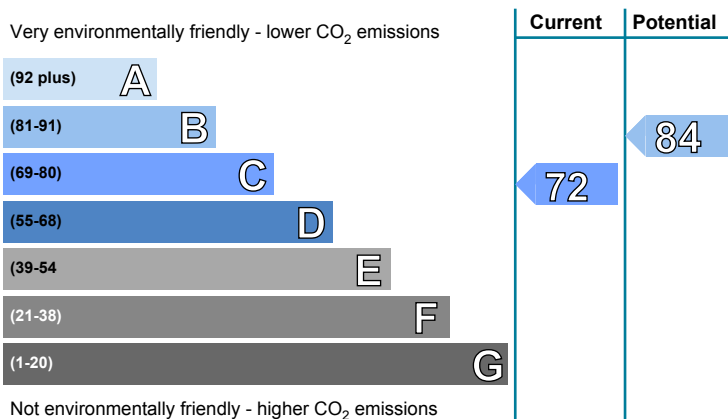 Current Potential
Very environmentally friendly - lower CO2 emissions
(92 plus) A
(81-91) B
84
(69-80) C
72
(55-68) D
(39-54 E
(21-38) F
(1-20) G
Not environmentally friendly - higher CO2 emissions